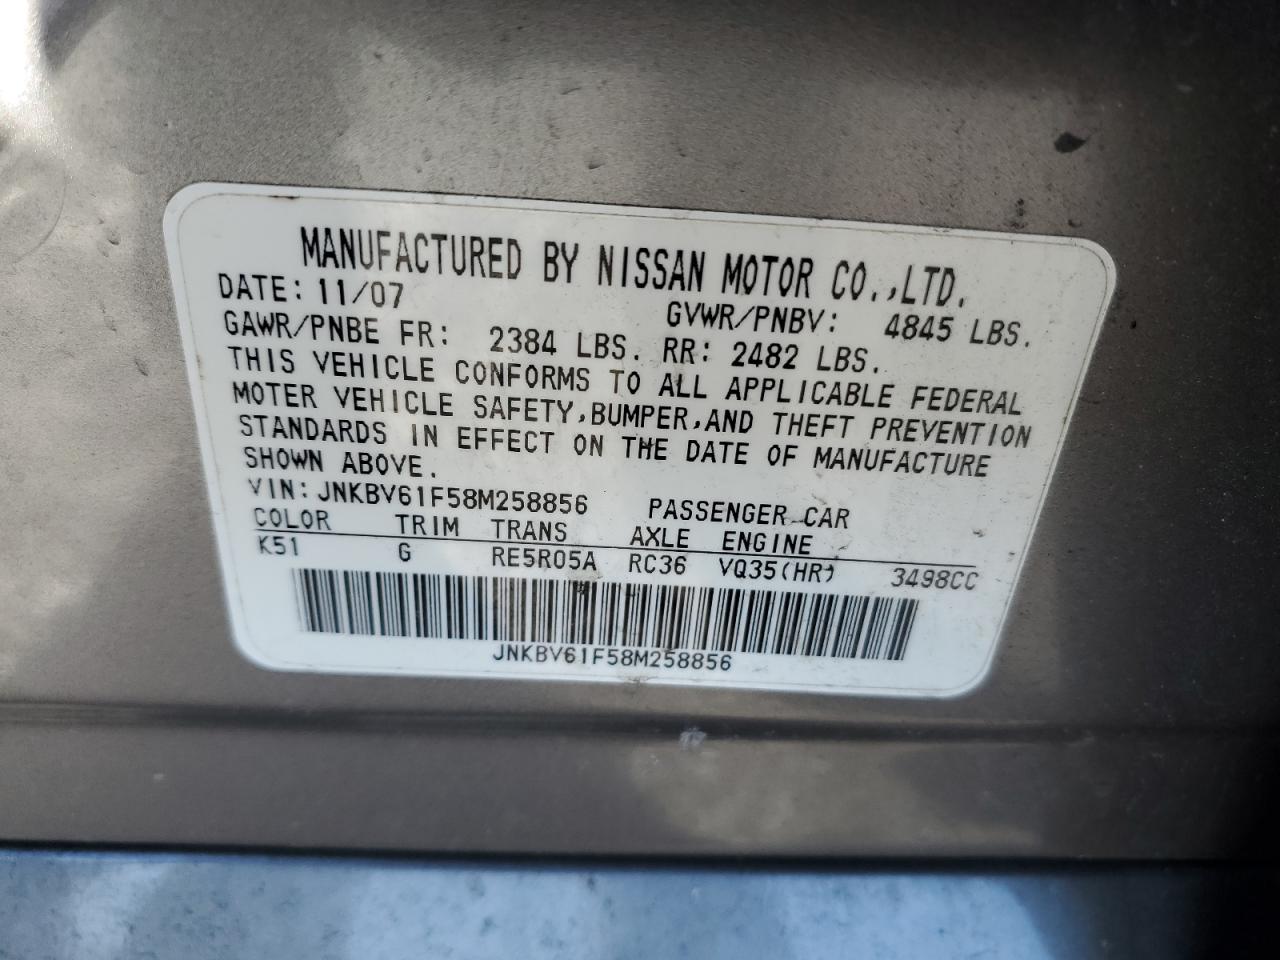 MANUFACTURED BY NISSAN MOTOR CO.,LTD.
DATE: 11/07 GVWR/PNBV: 4845 LBS.
GAWR/PNBE FR: 2384 LBS. RR: 2482 LBS.
THIS VEHICLE CONFORMS TO ALL APPLICABLE FEDERAL
MOTER VEHICLE SAFETY,BUMPER,AND THEFT PREVENTION
STANDARDS IN EFFECT ON THE DATE OF MANUFACTURE
SHOWN ABOVE.
VIN: JNKBV61F58M258856 PASSENGER CAR
COLOR TRIM TRANS AXLE ENGINE
K51 G RE5R05A RC36 VQ35(HR) 3498CC
JNKBV61F58M258856